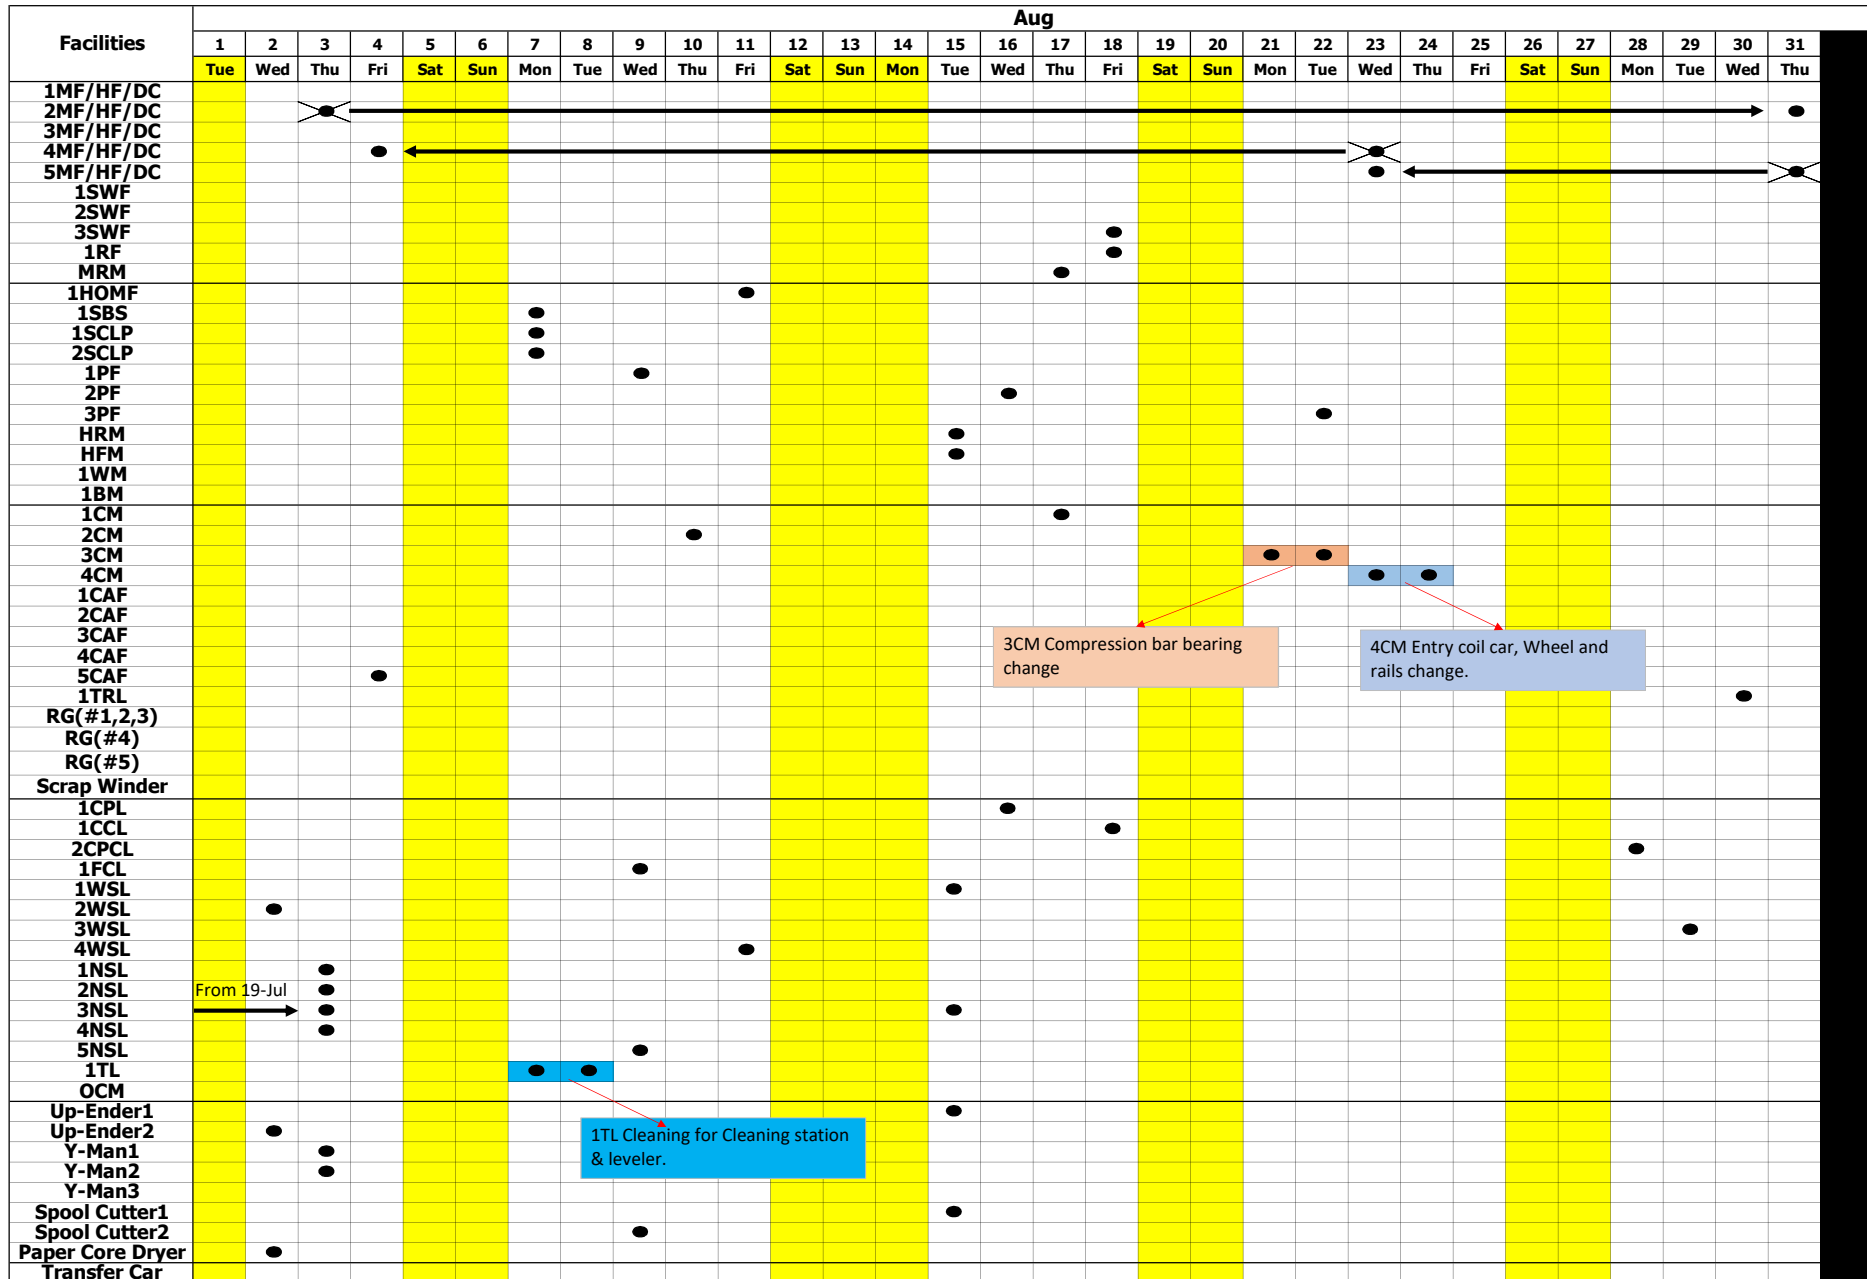 Aug
Facilities
1 2 3 4 5 6 7 8 9 10 11 12 13 14 15 16 17 18 19 20 21 22 23 24 25 26 27 28 29 30 31
Tue Wed Thu Fri Sat Sun Mon Tue Wed Thu Fri Sat Sun Mon Tue Wed Thu Fri Sat Sun Mon Tue Wed Thu Fri Sat Sun Mon Tue Wed Thu
1MF/HF/DC
2MF/HF/DC
3MF/HF/DC
4MF/HF/DC
5MF/HF/DC
1SWF
2SWF
3SWF
1RF
MRM
1HOMF
1SBS
1SCLP
2SCLP
1PF
2PF
3PF
HRM
HFM
1WM
1BM
1CM
2CM
3CM
4CM
1CAF
2CAF
3CAF
3CM Compression bar bearing
change
4CM Entry coil car, Wheel and
rails change.
4CAF
5CAF
1TRL
RG(#1,2,3)
RG(#4)
RG(#5)
Scrap Winder
1CPL
1CCL
2CPCL
1FCL
1WSL
2WSL
3WSL
4WSL
1NSL
2NSL
From 19-Jul
3NSL
4NSL
5NSL
1TL
OCM
Up-Ender1
Up-Ender2
1TL Cleaning for Cleaning station
& leveler.
Y-Man1
Y-Man2
Y-Man3
Spool Cutter1
Spool Cutter2
Paper Core Dryer
Transfer Car